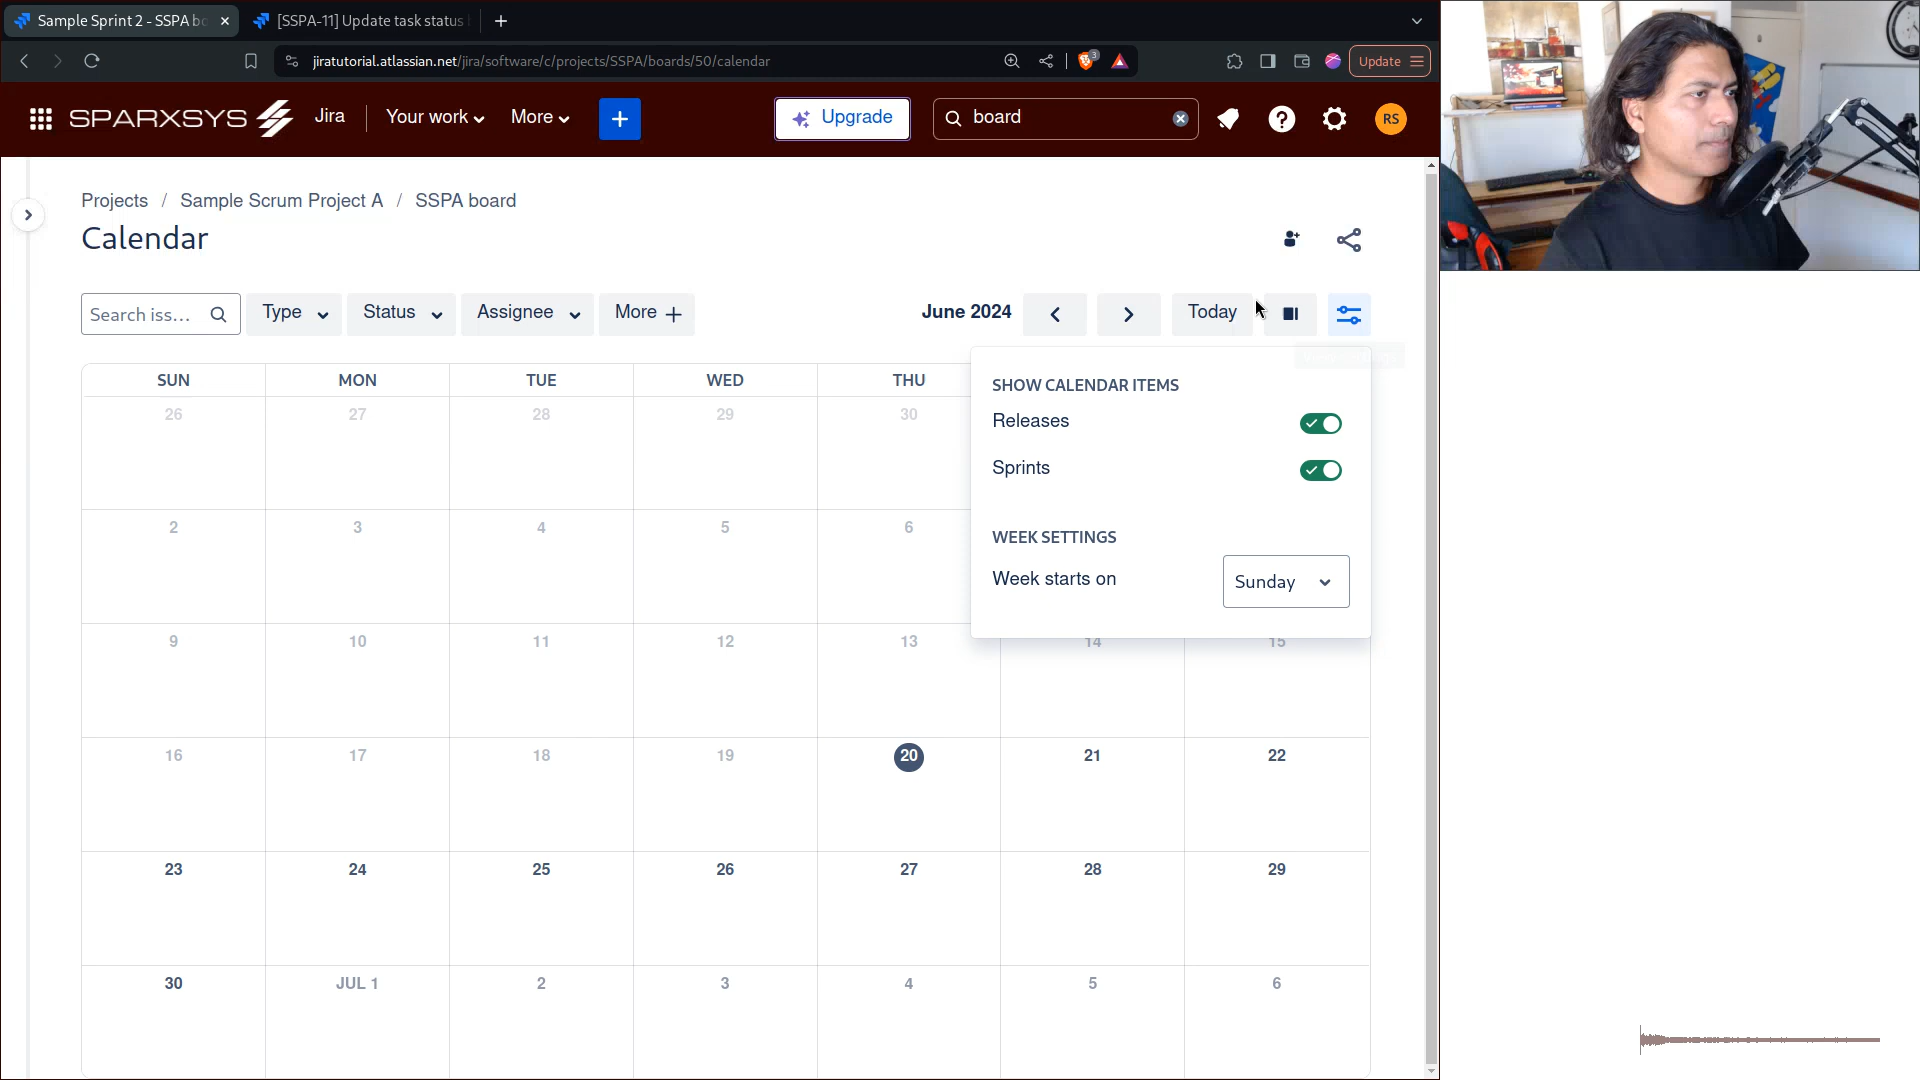 Sample Sprint 2 - SSPA bo
[SSPA-11] Update task status
jiratutorial.atlassian.net/jira/software/c/projects/SSPA/boards/50/calendar
3
Update
SPARXSYS
Jira
Your work
More
Upgrade
board
RS
Projects / Sample Scrum Project A / SSPA board
Calendar
Search iss...
Type
Status
Assignee
More
June 2024
Today
SUN MON TUE WED THU
26 27 28 29 30
2 3 4 5 6
9 10 11 12 13 14 15
16 17 18 19 20 21 22
23 24 25 26 27 28 29
30 JUL 1 2 3 4 5 6
SHOW CALENDAR ITEMS
Releases
Sprints
WEEK SETTINGS
Week starts on
Sunday